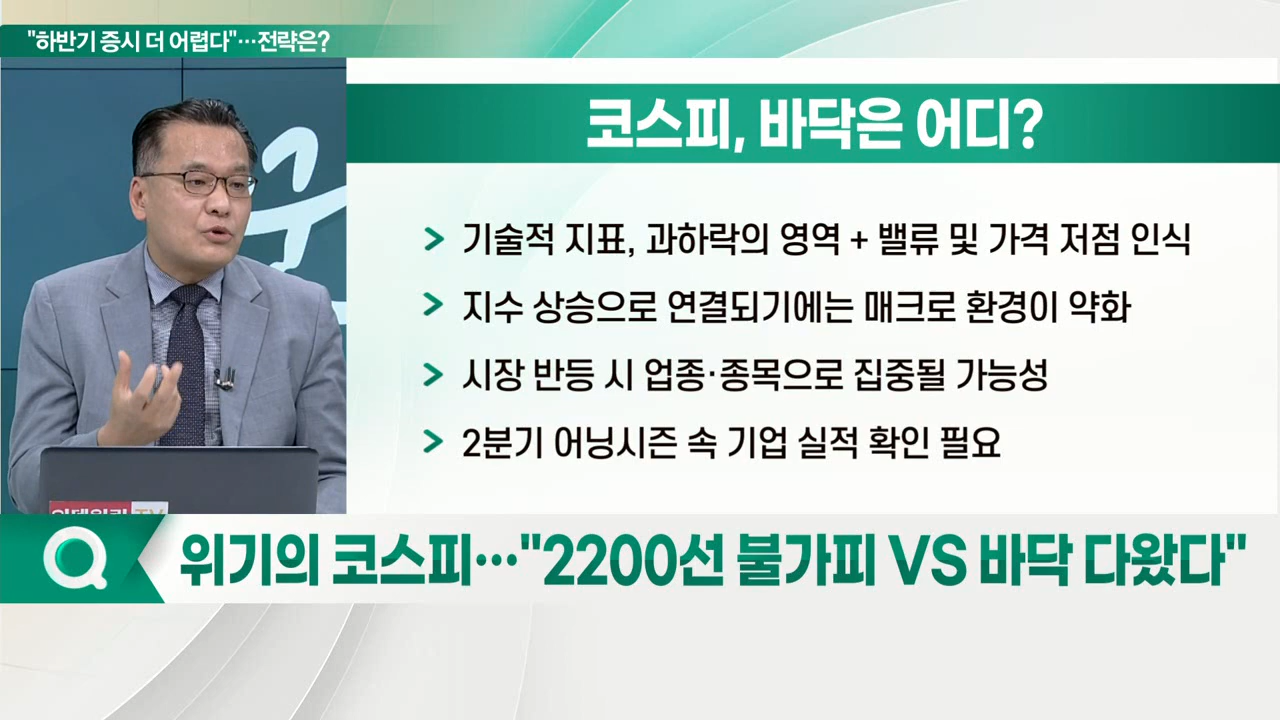 "하반기 증시 더 어렵다"…전략은?
코스피, 바닥은 어디?
> 기술적 지표, 과하락의 영역 + 밸류 및 가격 저점 인식
> 지수 상승으로 연결되기에는 매크로 환경이 약화
> 시장 반등 시 업종·종목으로 집중될 가능성
> 2분기 어닝시즌 속 기업 실적 확인 필요
위기의 코스피…"2200선 불가피 VS 바닥 다왔다"